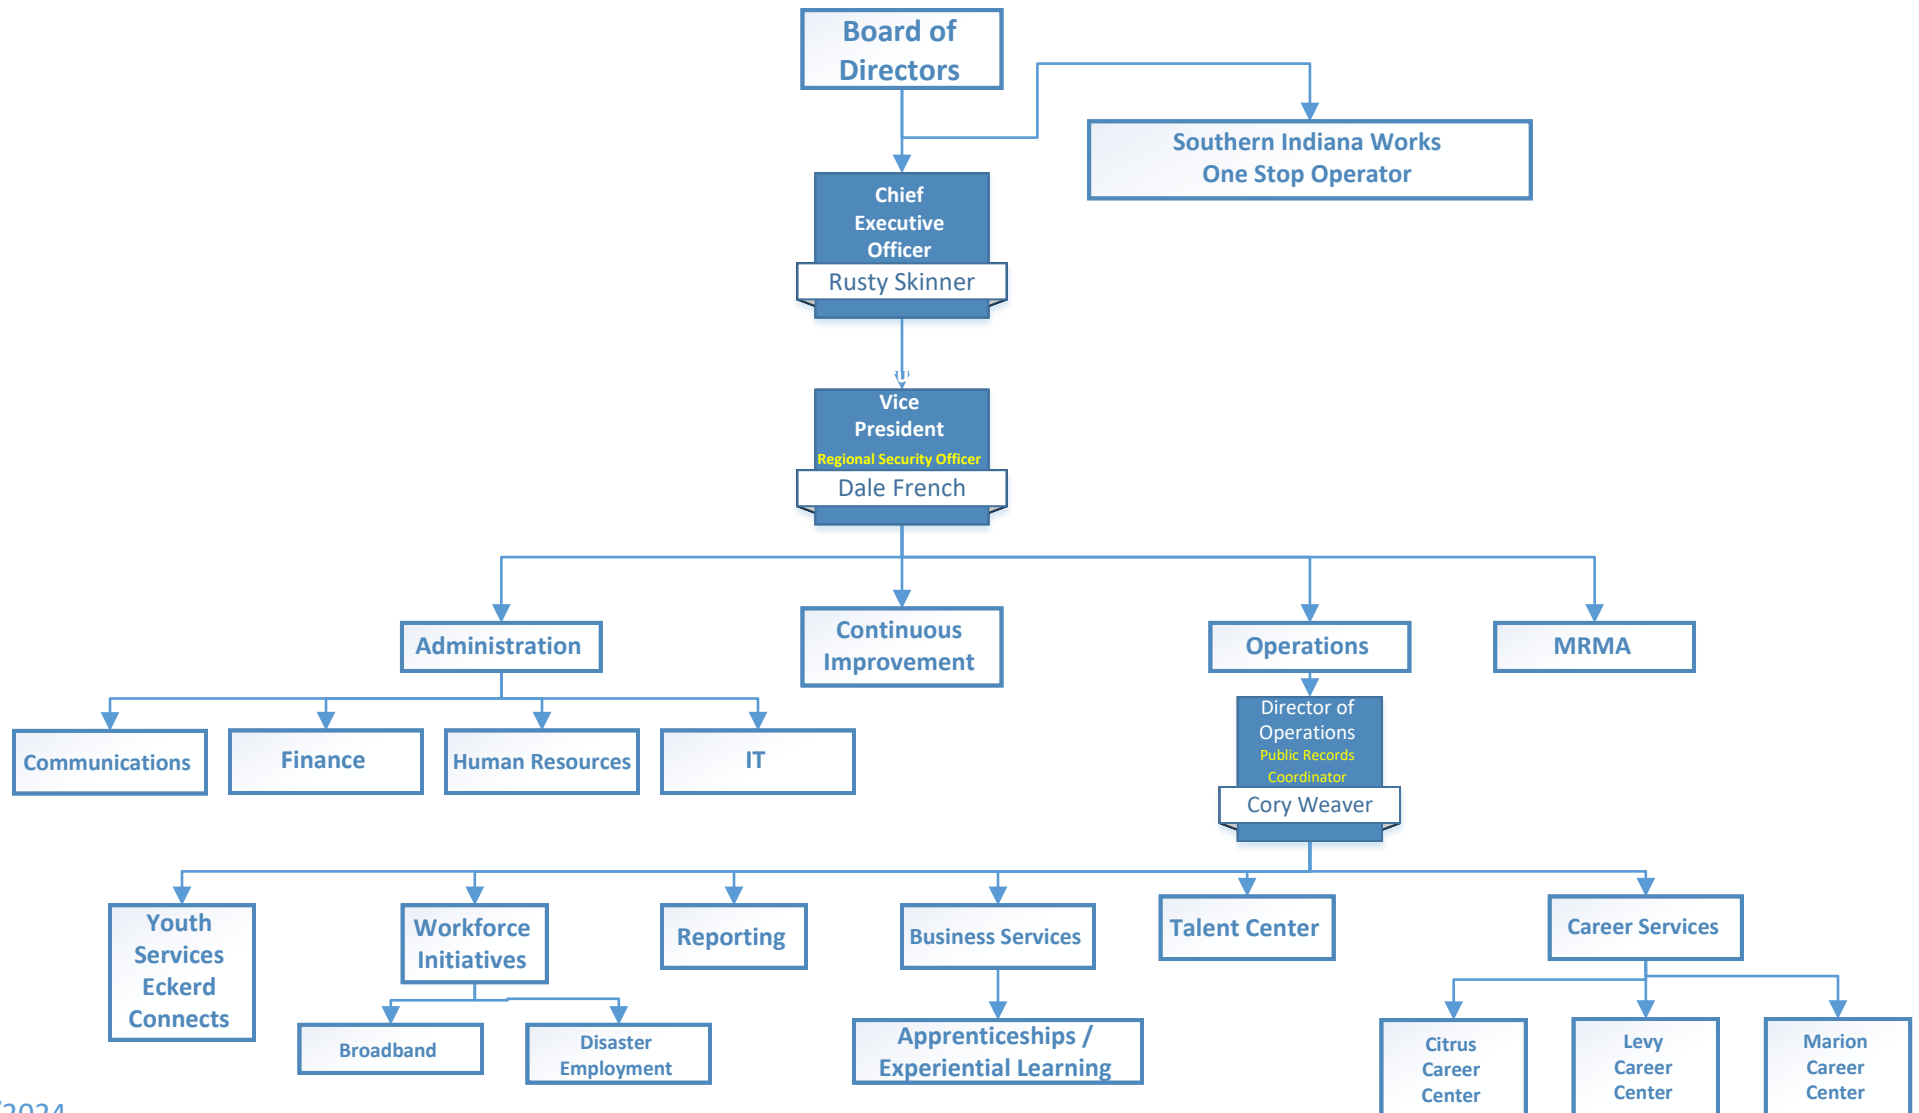 Board of
Directors
Southern Indiana Works
One Stop Operator
Chief
Executive
Officer
Rusty Skinner
Vice
President
Regional Security Officer
Dale French
Administration
Continuous
Improvement
Operations
MRMA
Communications
Finance
Human Resources
IT
Director of
Operations
Public Records
Coordinator
Cory Weaver
Youth
Services
Eckerd
Connects
Workforce
Initiatives
Reporting
Business Services
Talent Center
Career Services
Broadband
Disaster
Employment
Apprenticeships /
Experiential Learning
Citrus
Career
Center
Levy
Career
Center
Marion
Career
Center